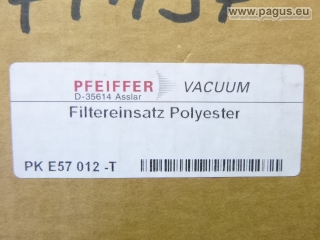 www.pagus.eu
PFEIFFER VACUUM
D-35614 Asslar
Filtereinsatz Polyester
PK E57 012 -T